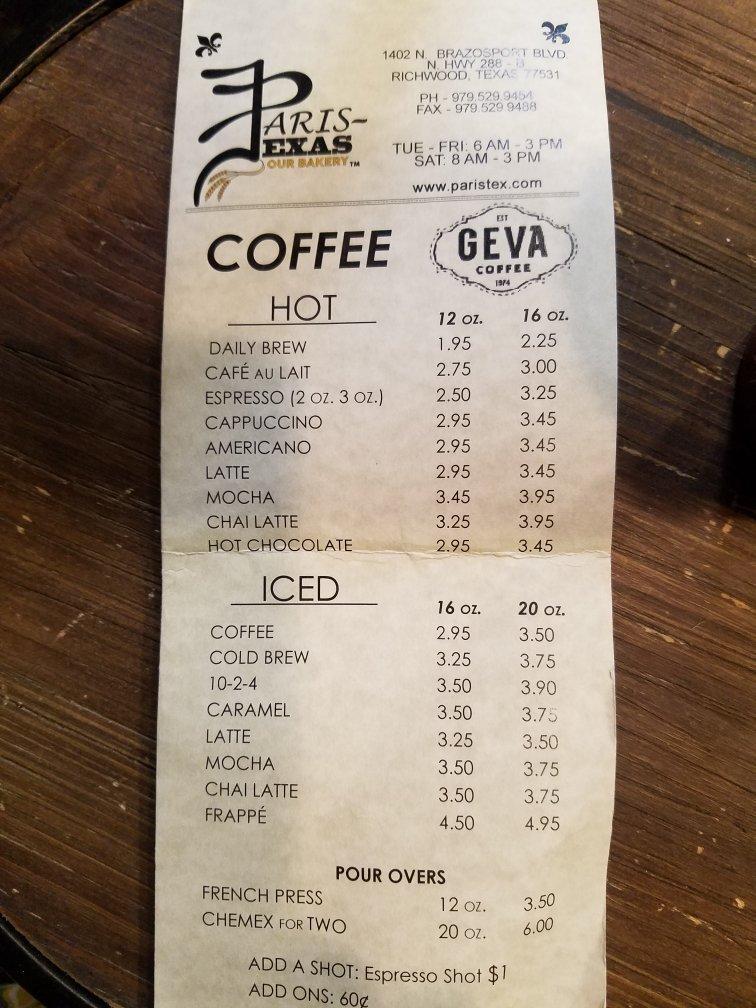 PARIS~
TEXAS
OUR BAKERY™
1402 N. BRAZOSPORT BLVD
N. HWY 288 - B
RICHWOOD, TEXAS 77531
PH - 979.529.9454
FAX - 979.529.9488
TUE - FRI: 6 AM - 3 PM
SAT: 8 AM - 3 PM
www.paristex.com
COFFEE
EST
GEVA
COFFEE
1974
HOT 12 oz. 16 oz.
DAILY BREW 1.95 2.25
CAFÉ AU LAIT 2.75 3.00
ESPRESSO (2 OZ. 3 OZ.) 2.50 3.25
CAPPUCCINO 2.95 3.45
AMERICANO 2.95 3.45
LATTE 2.95 3.45
MOCHA 3.45 3.95
CHAI LATTE 3.25 3.95
HOT CHOCOLATE 2.95 3.45
ICED 16 oz. 20 oz.
COFFEE 2.95 3.50
COLD BREW 3.25 3.75
10-2-4 3.50 3.90
CARAMEL 3.50 3.75
LATTE 3.25 3.50
MOCHA 3.50 3.75
CHAI LATTE 3.50 3.75
FRAPPÉ 4.50 4.95
POUR OVERS
FRENCH PRESS 12 oz. 3.50
CHEMEX FOR TWO 20 oz. 6.00
ADD A SHOT: Espresso Shot $1
ADD ONS: 60¢